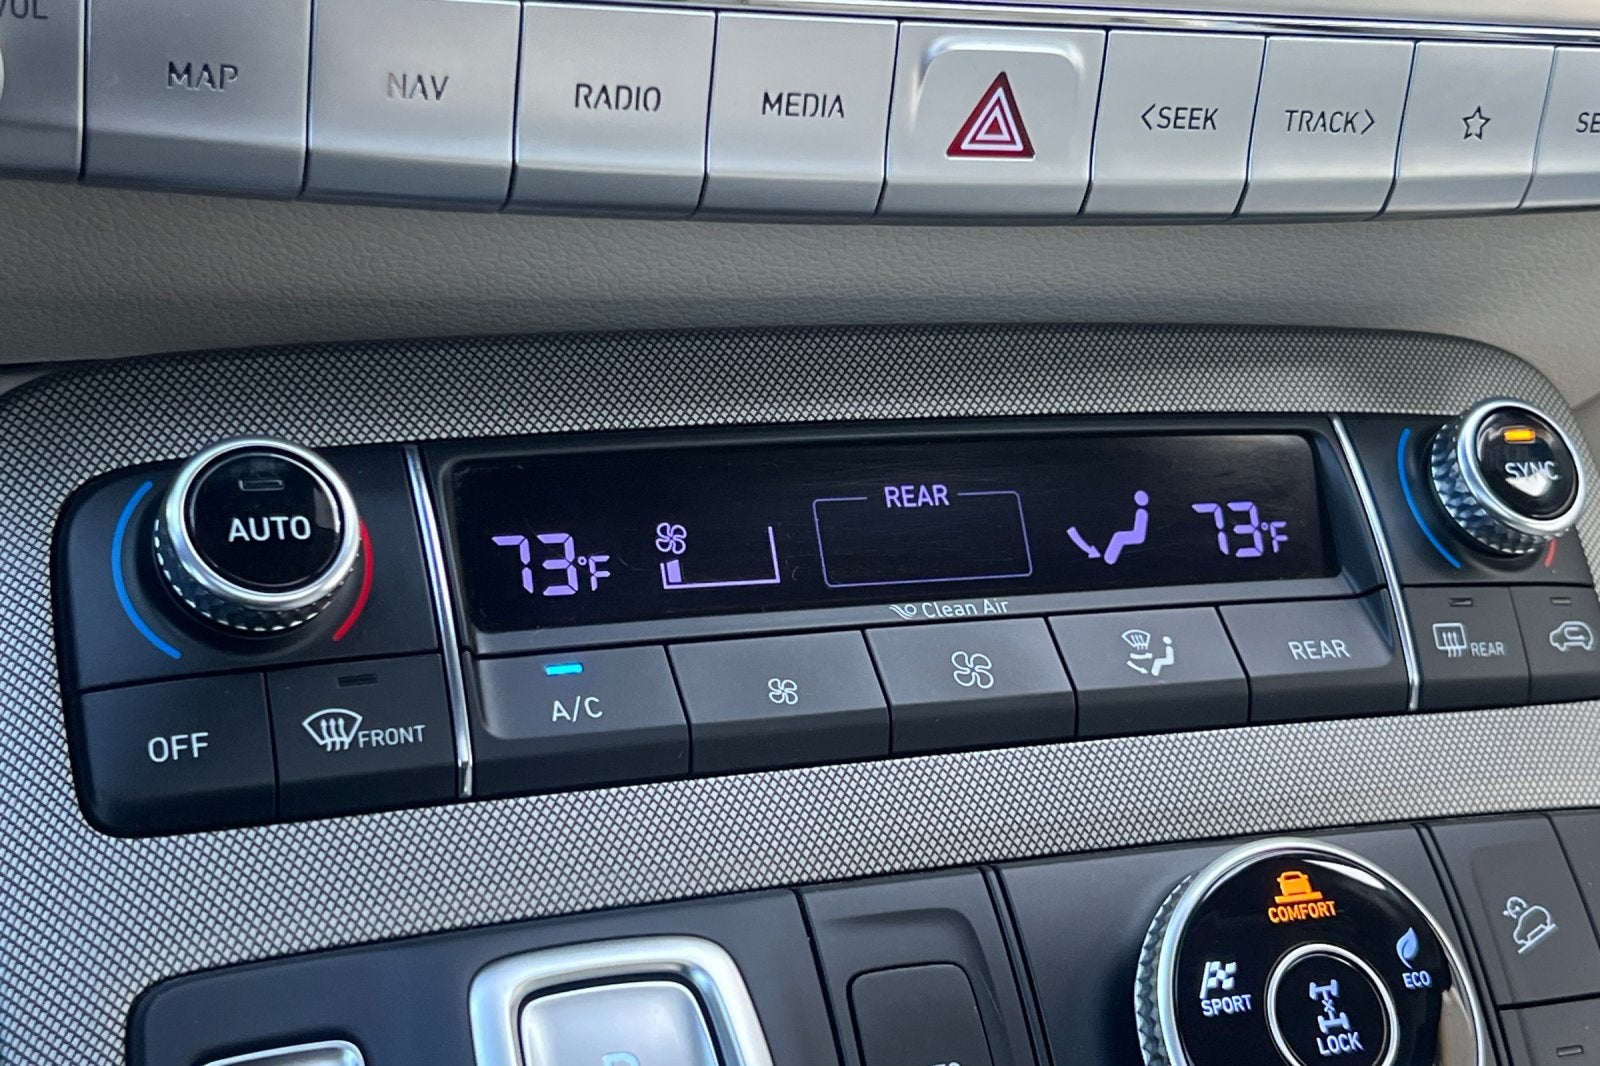 VOL
MAP
NAV
RADIO
MEDIA
<SEEK
TRACK>
AUTO
73°F
REAR
73°F
SYNC
Clean Air
OFF
FRONT
A/C
REAR
REAR
COMFORT
SPORT
ECO
LOCK